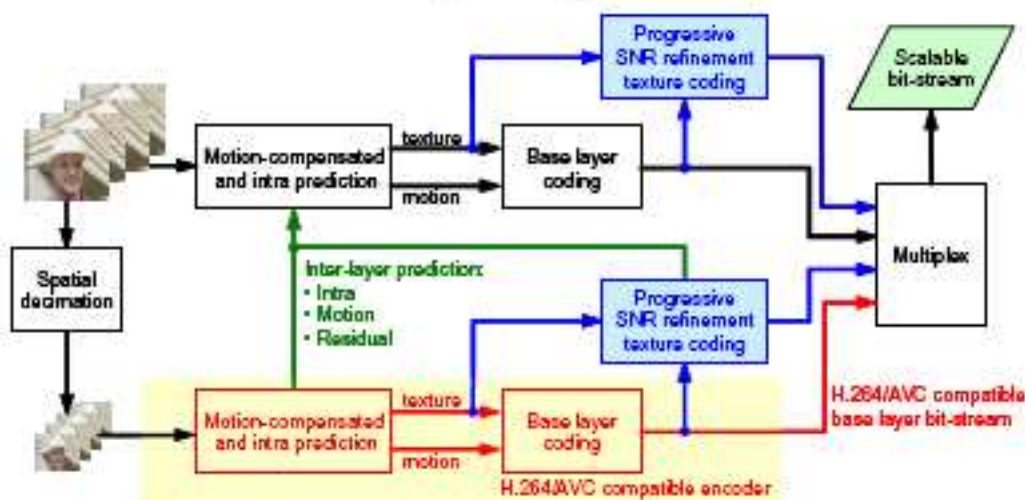 Progressive
SNR refinement
texture coding
Scalable
bit-stream
texture
Motion-compensated
and intra prediction
motion
Base layer
coding
Multiplex
Spatial
decimation
Inter-layer prediction:
• Intra
• Motion
• Residual
Progressive
SNR refinement
texture coding
H.264/AVC compatible
base layer bit-stream
texture
Motion-compensated
and intra prediction
motion
Base layer
coding
H.264/AVC compatible encoder